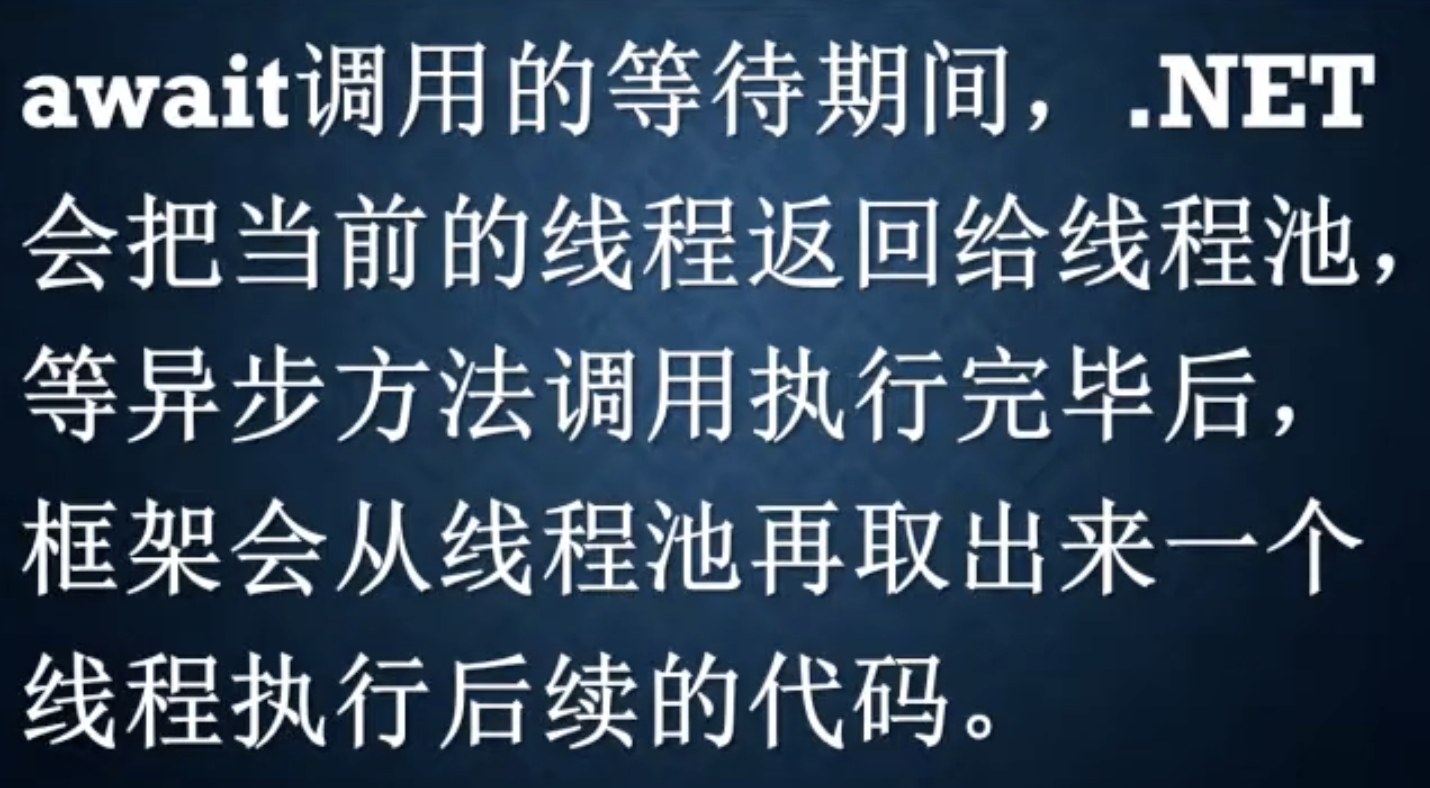 await调用的等待期间，.NET
会把当前的线程返回给线程池，
等异步方法调用执行完毕后，
框架会从线程池再取出来一个
线程执行后续的代码。